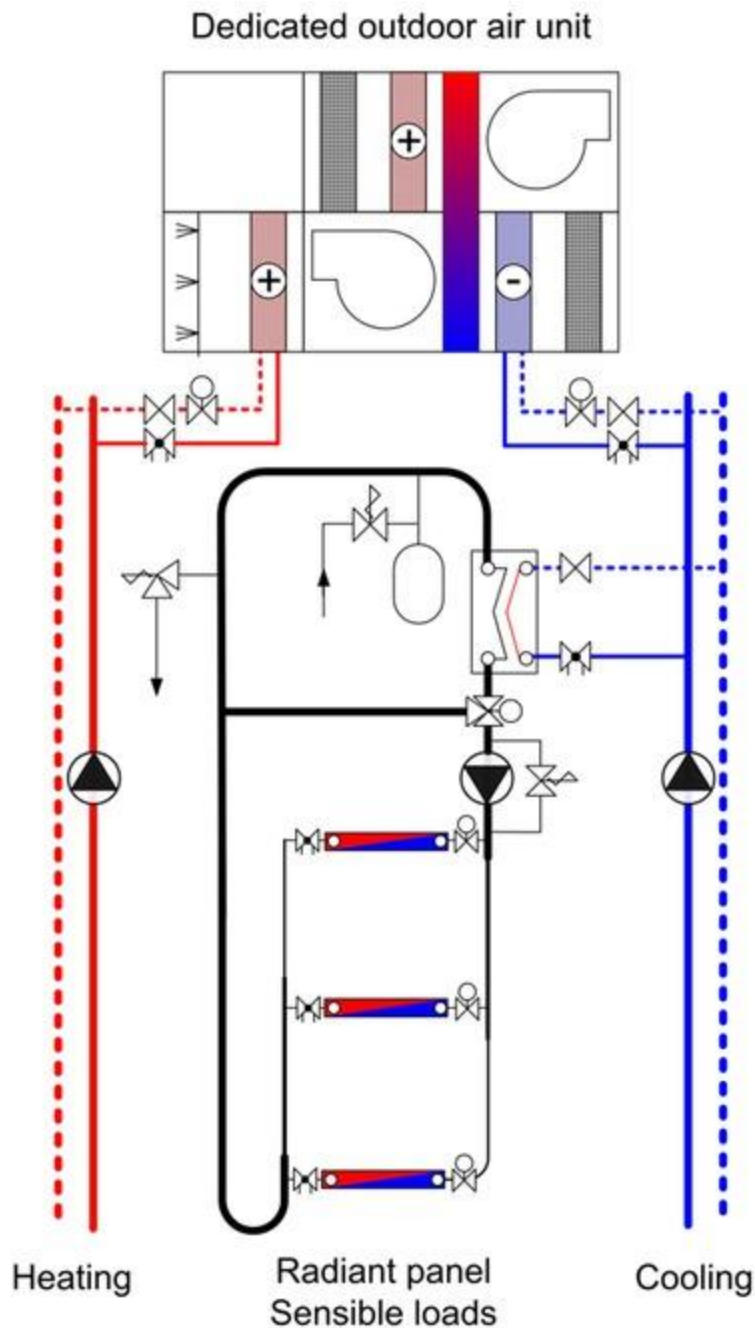 Dedicated outdoor air unit
+
+
-
Heating
Radiant panel
Sensible loads
Cooling